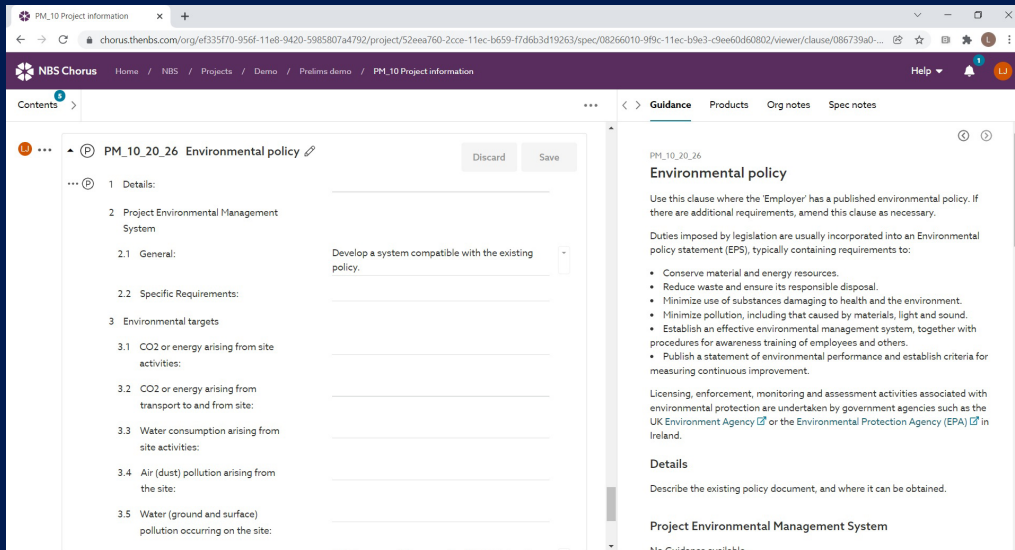 PM_10 Project information
chorus.thenbs.com/org/ef335f70-956f-11e8-9420-5985807a4792/project/52eea760-2cce-11ec-b659-f7d6b3d19263/spec/08266010-9f9c-11ec-b9e3-c9ee60d60802/viewer/clause/086739a0-...
L
NBS Chorus Home / NBS / Projects / Demo / Prelims demo / PM_10 Project information Help 1 LJ
Contents 5 Guidance Products Org notes Spec notes
LJ P PM_10_20_26 Environmental policy Discard Save
P 1 Details:
2 Project Environmental Management
System
2.1 General: Develop a system compatible with the existing
policy.
2.2 Specific Requirements:
3 Environmental targets
3.1 CO2 or energy arising from site
activities:
3.2 CO2 or energy arising from
transport to and from site:
3.3 Water consumption arising from
site activities:
3.4 Air (dust) pollution arising from
the site:
3.5 Water (ground and surface)
pollution occurring on the site:
PM_10_20_26
Environmental policy
Use this clause where the 'Employer' has a published environmental policy. If
there are additional requirements, amend this clause as necessary.
Duties imposed by legislation are usually incorporated into an Environmental
policy statement (EPS), typically containing requirements to:
• Conserve material and energy resources.
• Reduce waste and ensure its responsible disposal.
• Minimize use of substances damaging to health and the environment.
• Minimize pollution, including that caused by materials, light and sound.
• Establish an effective environmental management system, together with
procedures for awareness training of employees and others.
• Publish a statement of environmental performance and establish criteria for
measuring continuous improvement.
Licensing, enforcement, monitoring and assessment activities associated with
environmental protection are undertaken by government agencies such as the
UK Environment Agency or the Environmental Protection Agency (EPA) in
Ireland.
Details
Describe the existing policy document, and where it can be obtained.
Project Environmental Management System
No Guidance available